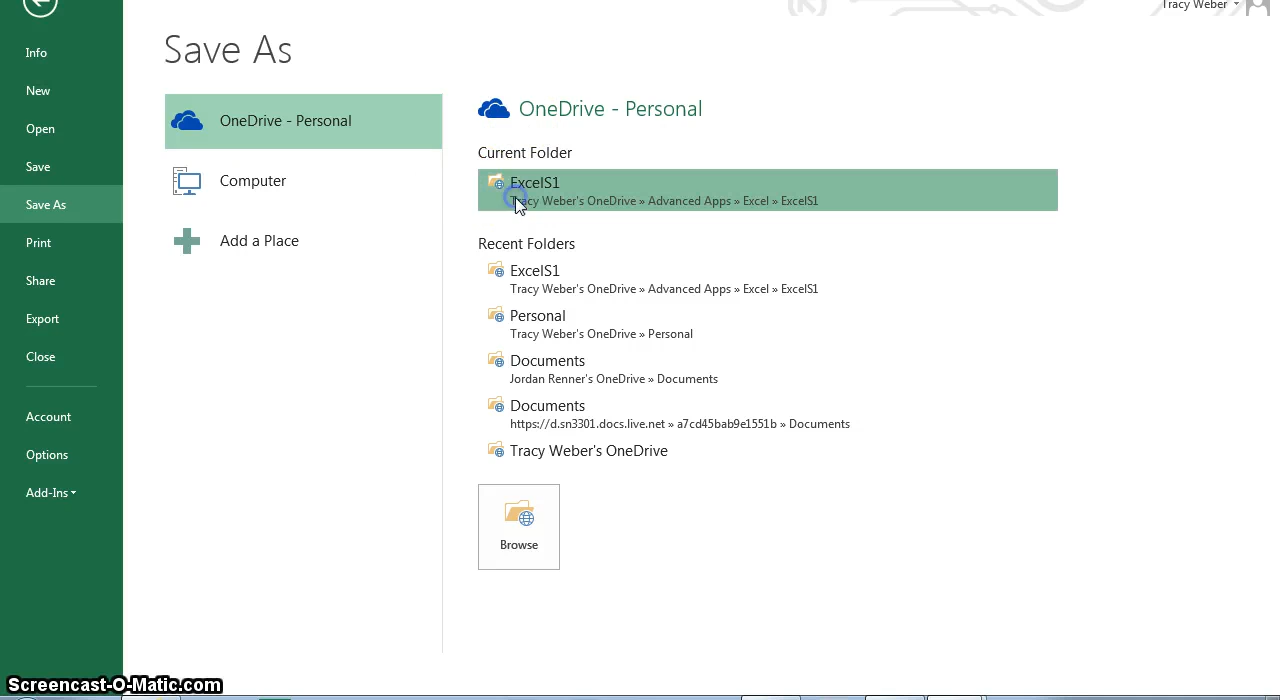 Tracy Weber
Save As
Info
New
Open
Save
Save As
Print
Share
Export
Close
Account
Options
Add-Ins
OneDrive - Personal
Computer
Add a Place
OneDrive - Personal
Current Folder
ExcelS1
Tracy Weber's OneDrive » Advanced Apps » Excel » ExcelS1
Recent Folders
ExcelS1
Tracy Weber's OneDrive » Advanced Apps » Excel » ExcelS1
Personal
Tracy Weber's OneDrive » Personal
Documents
Jordan Renner's OneDrive » Documents
Documents
https://d.sn3301.docs.live.net » a7cd45bab9e1551b » Documents
Tracy Weber's OneDrive
Browse
Screencast-O-Matic.com